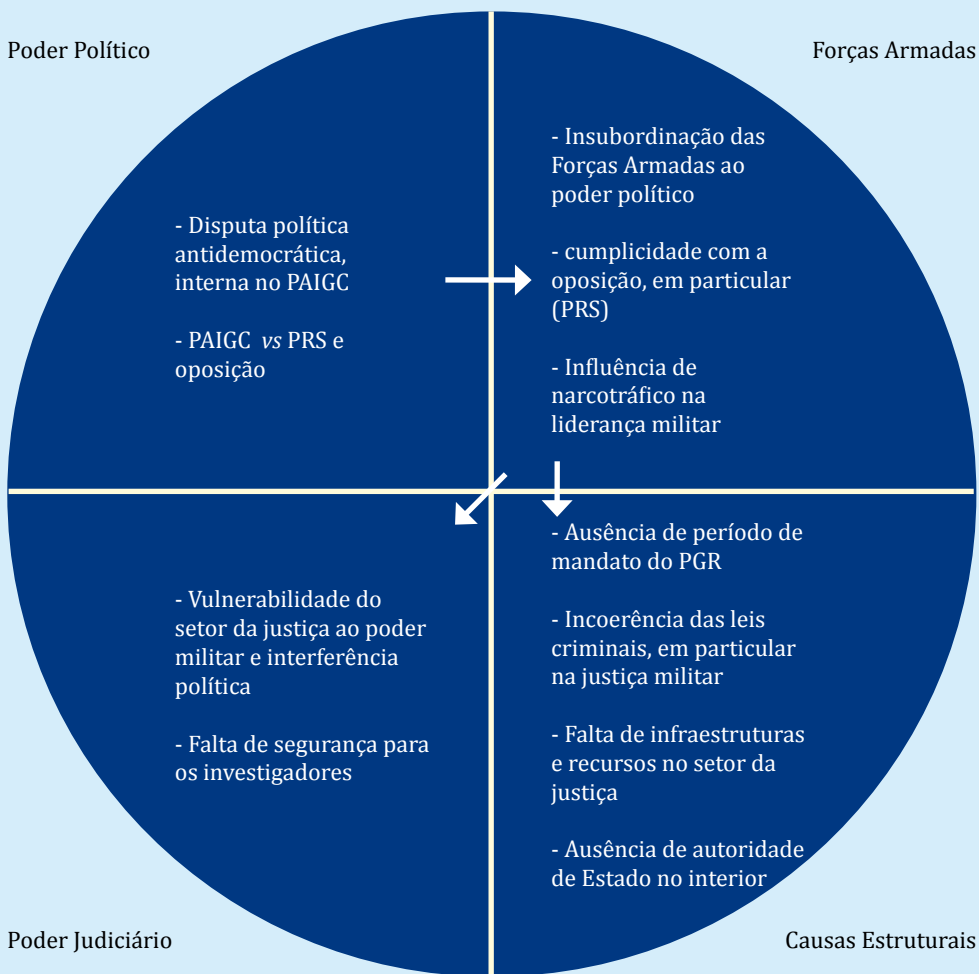 Poder Político
Forças Armadas
- Disputa política
antidemocrática,
interna no PAIGC
- PAIGC vs PRS e
oposição
- Insubordinação das
Forças Armadas ao
poder político
- cumplicidade com a
oposição, em particular
(PRS)
- Influência de
narcotráfico na
liderança militar
- Vulnerabilidade do
setor da justiça ao poder
militar e interferência
política
- Falta de segurança para
os investigadores
- Ausência de período de
mandato do PGR
- Incoerência das leis
criminais, em particular
na justiça militar
- Falta de infraestruturas
e recursos no setor da
justiça
- Ausência de autoridade
de Estado no interior
Poder Judiciário
Causas Estruturais